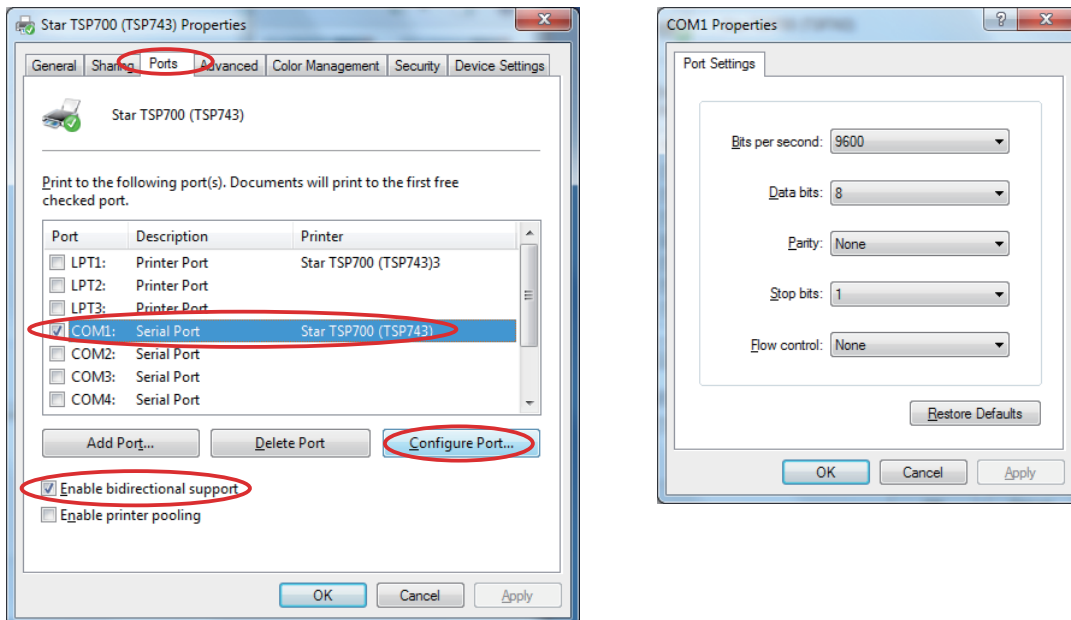 Star TSP700 (TSP743) Properties
General Sharing Ports Advanced Color Management Security Device Settings
Star TSP700 (TSP743)
Print to the following port(s). Documents will print to the first free
checked port.
Port Description Printer
LPT1: Printer Port Star TSP700 (TSP743)3
LPT2: Printer Port
LPT3: Printer Port
COM1: Serial Port Star TSP700 (TSP743)
COM2: Serial Port
COM3: Serial Port
COM4: Serial Port
Add Port... Delete Port Configure Port...
Enable bidirectional support
Enable printer pooling
OK Cancel Apply
COM1 Properties
Port Settings
Bits per second: 9600
Data bits: 8
Parity: None
Stop bits: 1
Flow control: None
Restore Defaults
OK Cancel Apply